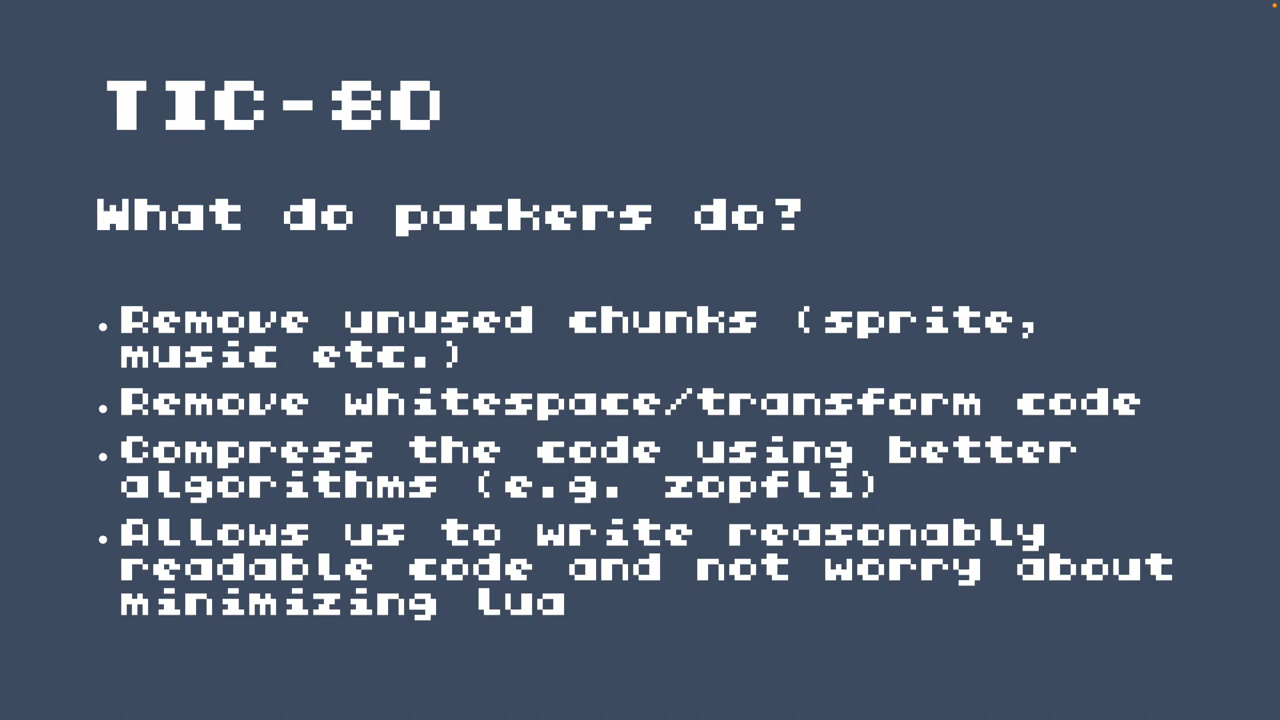 TIC-80
What do packers do?
• Remove unused chunks (sprite,
music etc.)
• Remove whitespace/transform code
• Compress the code using better
algorithms (e.g. zopfli)
• Allows us to write reasonably
readable code and not worry about
minimizing lua